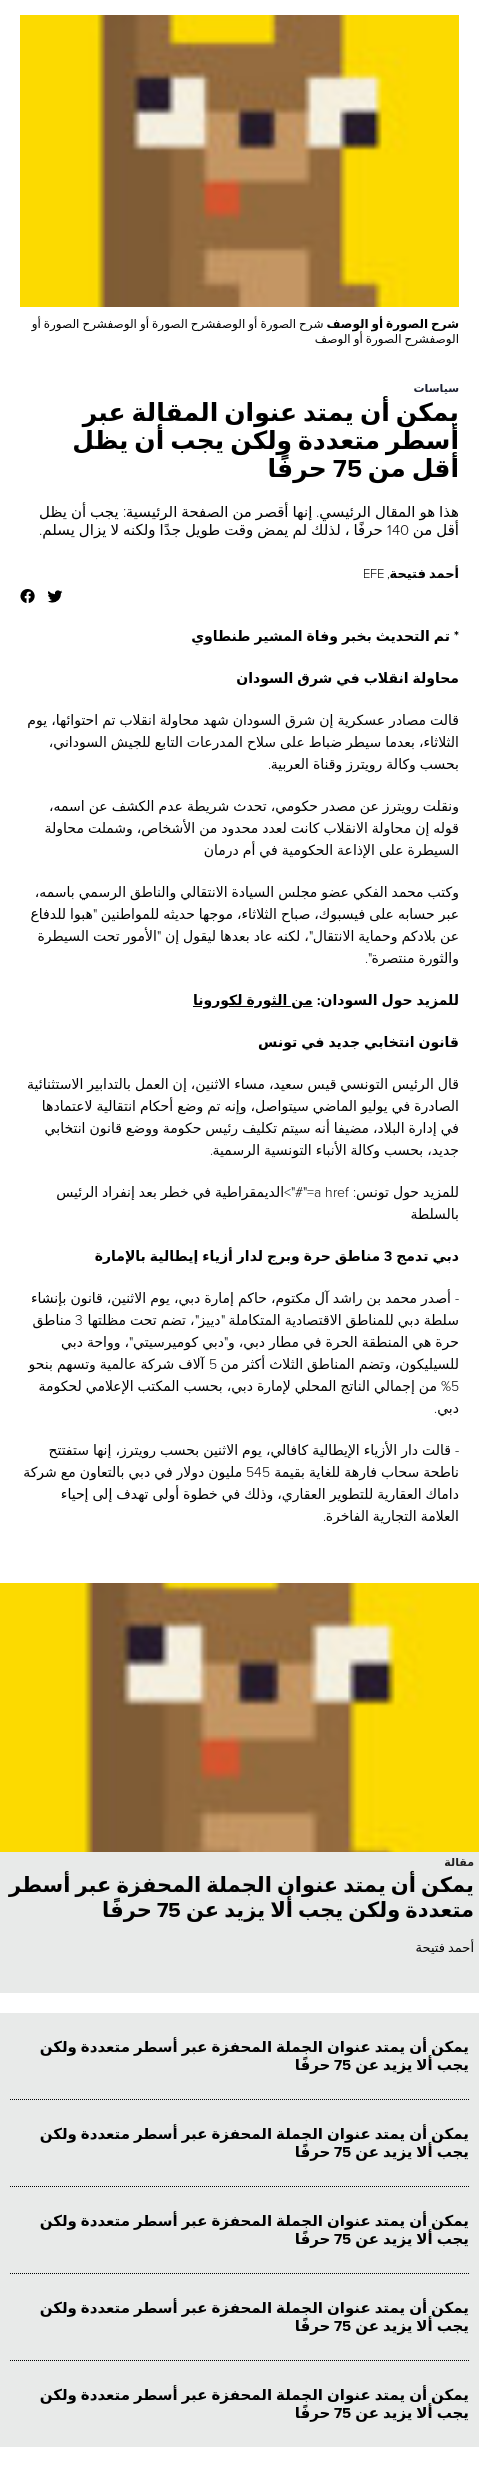 شرح الصورة أو الوصف شرح الصورة أو الوصفشرح الصورة أو الوصفشرح الصورة أو
الوصفشرح الصورة أو الوصف
سياسات
يمكن أن يمتد عنوان المقالة عبر
أسطر متعددة ولكن يجب أن يظل
أقل من 75 حرفًا
هذا هو المقال الرئيسي. إنها أقصر من الصفحة الرئيسية: يجب أن يظل
أقل من 140 حرفًا ، لذلك لم يمض وقت طويل جدًا ولكنه لا يزال يسلم.
أحمد فتيحة, EFE
* تم التحديث بخبر وفاة المشير طنطاوي
محاولة انقلاب في شرق السودان
قالت مصادر عسكرية إن شرق السودان شهد محاولة انقلاب تم احتوائها، يوم
الثلاثاء، بعدما سيطر ضباط على سلاح المدرعات التابع للجيش السوداني،
بحسب وكالة رويترز وقناة العربية.
ونقلت رويترز عن مصدر حكومي، تحدث شريطة عدم الكشف عن اسمه،
قوله إن محاولة الانقلاب كانت لعدد محدود من الأشخاص، وشملت محاولة
السيطرة على الإذاعة الحكومية في أم درمان
وكتب محمد الفكي عضو مجلس السيادة الانتقالي والناطق الرسمي باسمه،
عبر حسابه على فيسبوك، صباح الثلاثاء، موجها حديثه للمواطنين "هبوا للدفاع
عن بلادكم وحماية الانتقال"، لكنه عاد بعدها ليقول إن "الأمور تحت السيطرة
والثورة منتصرة".
للمزيد حول السودان: من الثورة لكورونا
قانون انتخابي جديد في تونس
قال الرئيس التونسي قيس سعيد، مساء الاثنين، إن العمل بالتدابير الاستثنائية
الصادرة في يوليو الماضي سيتواصل، وإنه تم وضع أحكام انتقالية لاعتمادها
في إدارة البلاد، مضيفا أنه سيتم تكليف رئيس حكومة ووضع قانون انتخابي
جديد، بحسب وكالة الأنباء التونسية الرسمية.
للمزيد حول تونس: a href="#">الديمقراطية في خطر بعد إنفراد الرئيس
بالسلطة
دبي تدمج 3 مناطق حرة وبرج لدار أزياء إيطالية بالإمارة
- أصدر محمد بن راشد آل مكتوم، حاكم إمارة دبي، يوم الاثنين، قانون بإنشاء
سلطة دبي للمناطق الاقتصادية المتكاملة "دييز"، تضم تحت مظلتها 3 مناطق
حرة هي المنطقة الحرة في مطار دبي، و"دبي كوميرسيتي"، وواحة دبي
للسيليكون، وتضم المناطق الثلاث أكثر من 5 آلاف شركة عالمية وتسهم بنحو
5% من إجمالي الناتج المحلي لإمارة دبي، بحسب المكتب الإعلامي لحكومة
دبي.
- قالت دار الأزياء الإيطالية كافالي، يوم الاثنين بحسب رويترز، إنها ستفتتح
ناطحة سحاب فارهة للغاية بقيمة 545 مليون دولار في دبي بالتعاون مع شركة
داماك العقارية للتطوير العقاري، وذلك في خطوة أولى تهدف إلى إحياء
العلامة التجارية الفاخرة.
مقالة
يمكن أن يمتد عنوان الجملة المحفزة عبر أسطر
متعددة ولكن يجب ألا يزيد عن 75 حرفًا
أحمد فتيحة
يمكن أن يمتد عنوان الجملة المحفزة عبر أسطر متعددة ولكن
يجب ألا يزيد عن 75 حرفًا
يمكن أن يمتد عنوان الجملة المحفزة عبر أسطر متعددة ولكن
يجب ألا يزيد عن 75 حرفًا
يمكن أن يمتد عنوان الجملة المحفزة عبر أسطر متعددة ولكن
يجب ألا يزيد عن 75 حرفًا
يمكن أن يمتد عنوان الجملة المحفزة عبر أسطر متعددة ولكن
يجب ألا يزيد عن 75 حرفًا
يمكن أن يمتد عنوان الجملة المحفزة عبر أسطر متعددة ولكن
يجب ألا يزيد عن 75 حرفًا